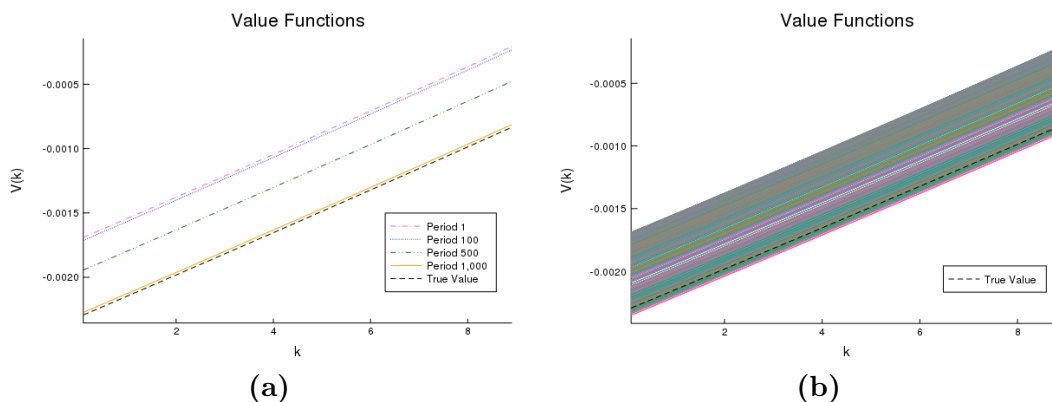 Value Functions
V(k)
-0.0005
-0.0010
-0.0015
-0.0020
2
4
6
8
k
Period 1
Period 100
Period 500
Period 1,000
True Value
(a)
Value Functions
V(k)
-0.0005
-0.0010
-0.0015
-0.0020
2
4
6
8
k
True Value
(b)